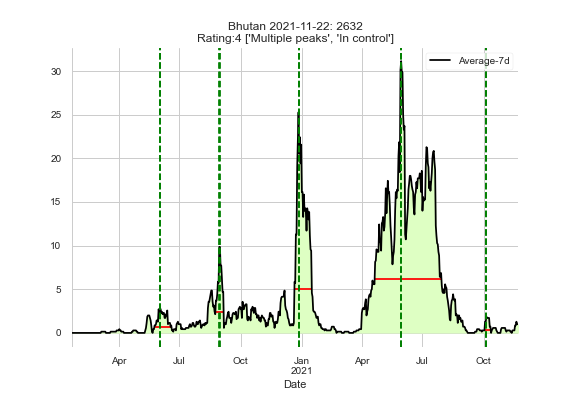 Bhutan 2021-11-22: 2632
Rating:4 ['Multiple peaks', 'In control']
Average-7d
30
25
20
15
10
5
0
Apr Jul Oct Jan Apr Jul Oct
2021
Date